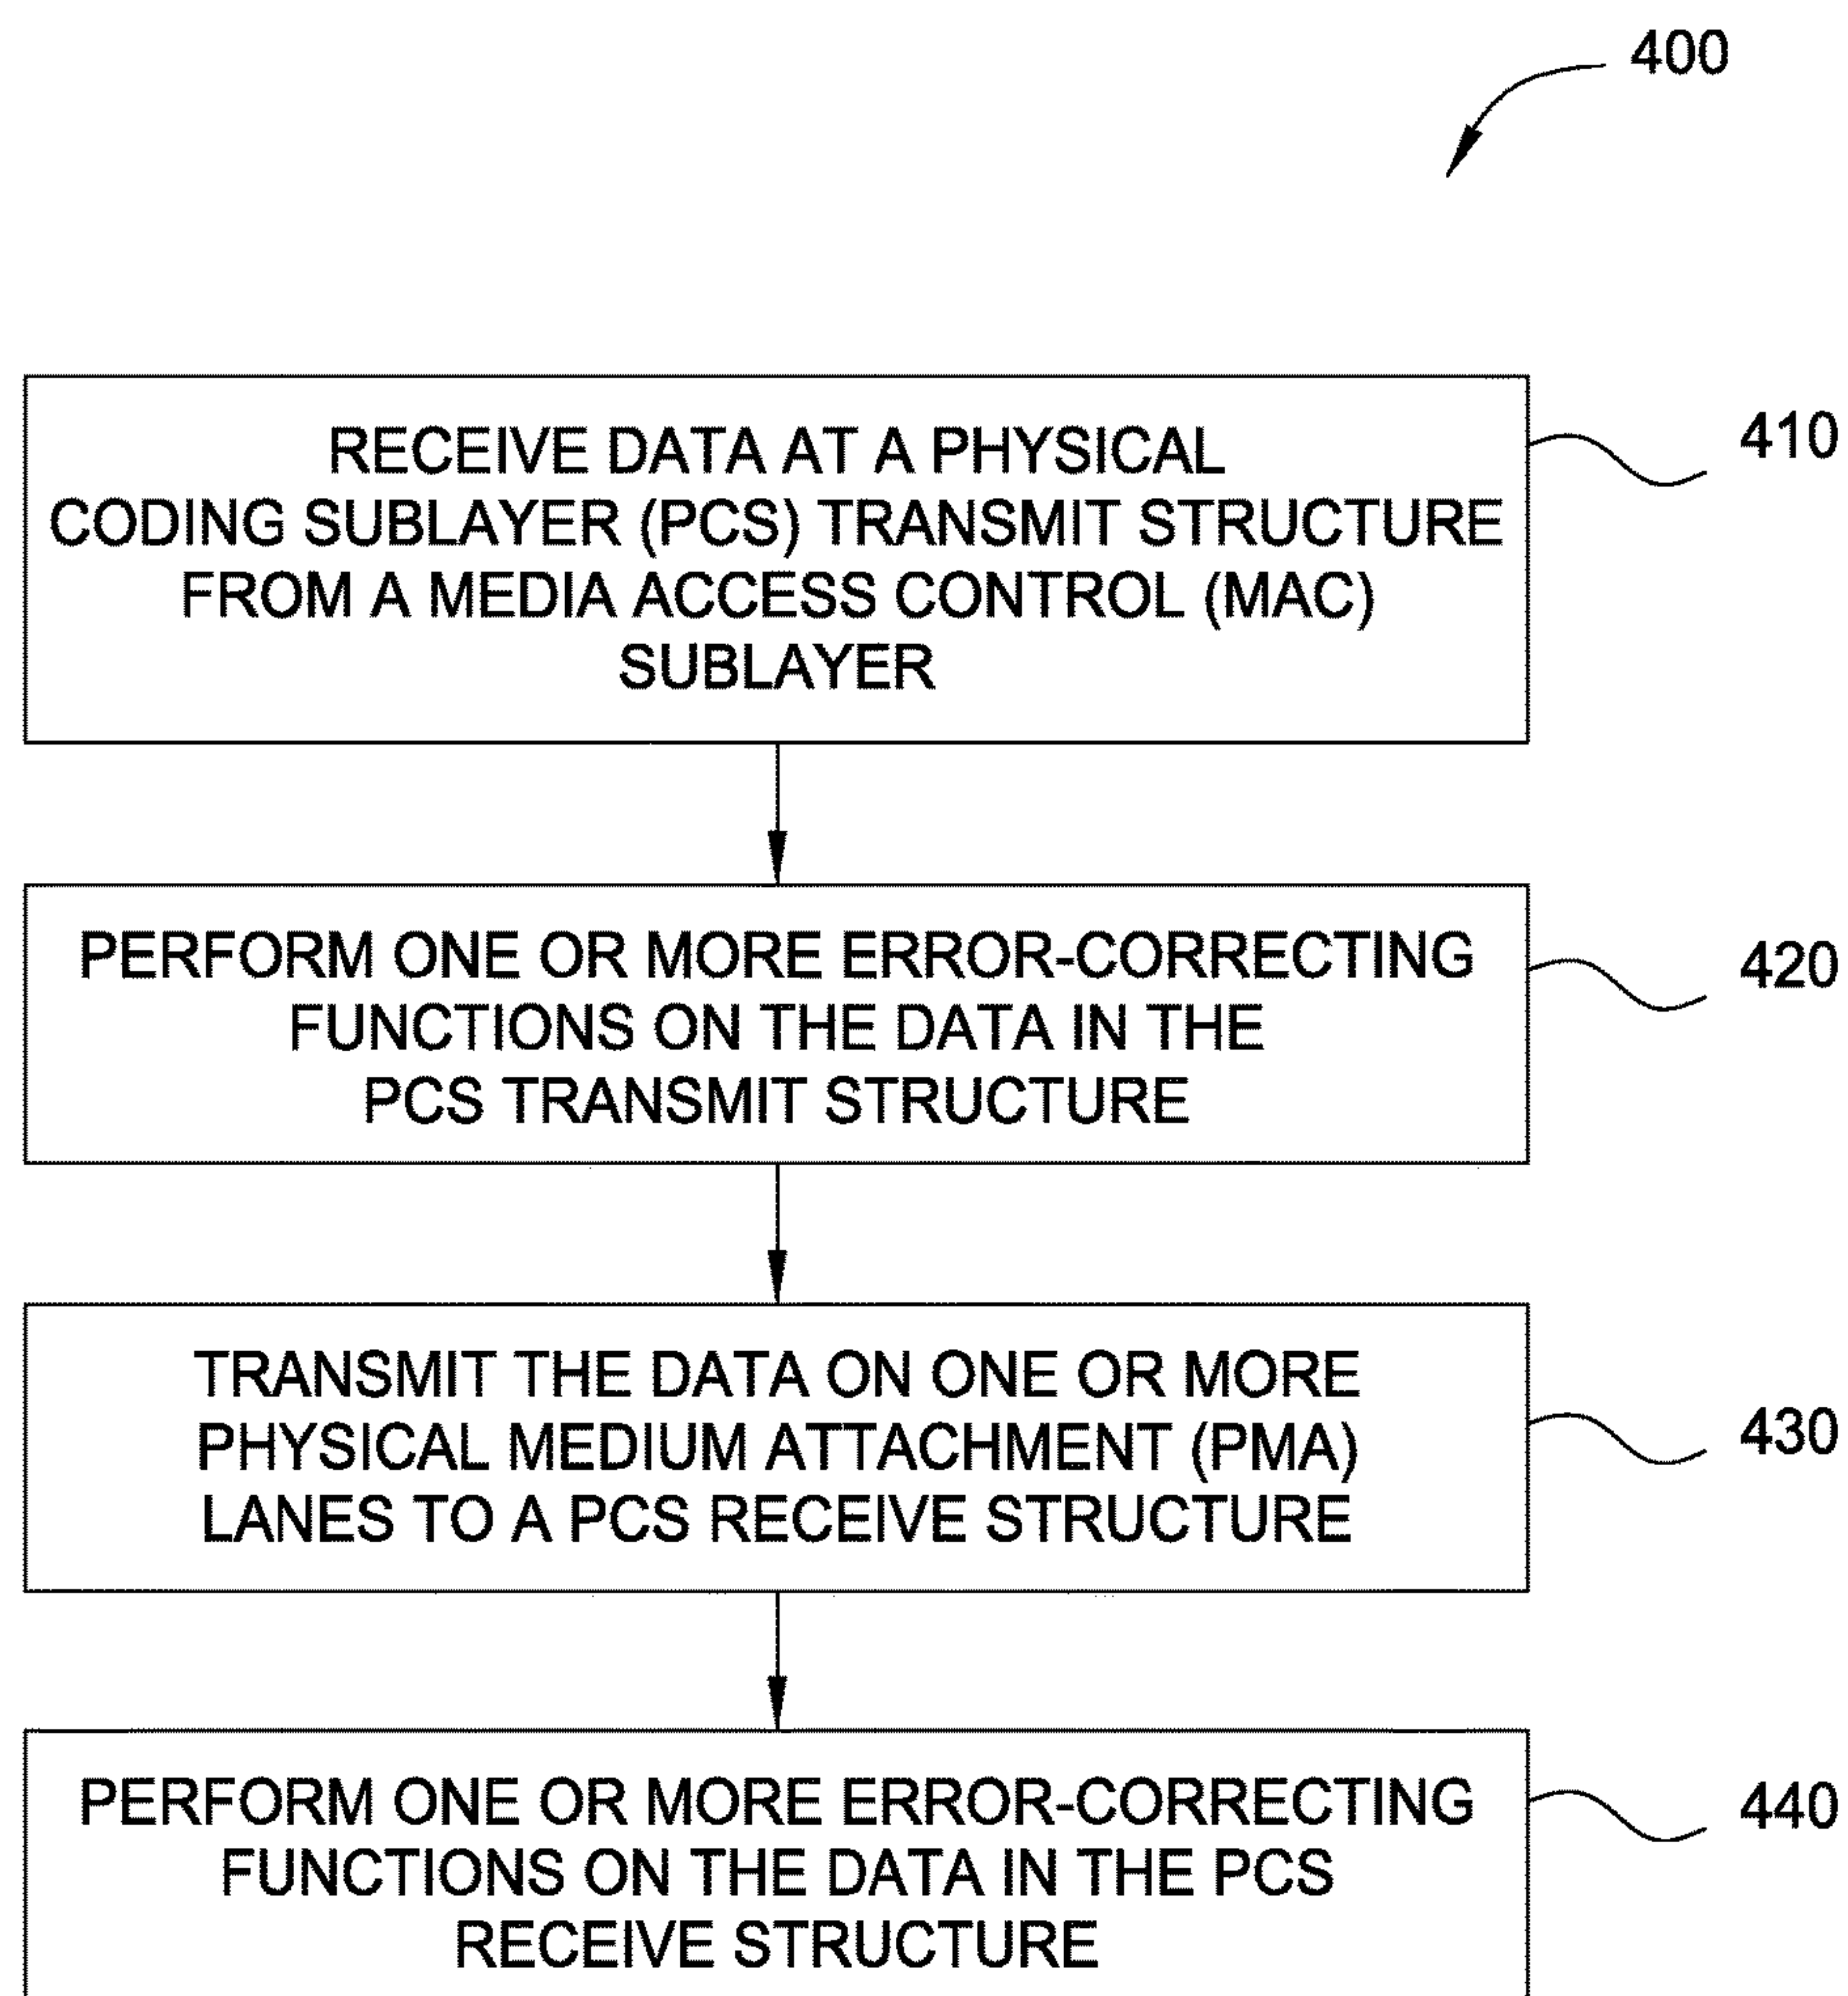 400
RECEIVE DATA AT A PHYSICAL
CODING SUBLAYER (PCS) TRANSMIT STRUCTURE
FROM A MEDIA ACCESS CONTROL (MAC)
SUBLAYER
410
PERFORM ONE OR MORE ERROR-CORRECTING
FUNCTIONS ON THE DATA IN THE
PCS TRANSMIT STRUCTURE
420
TRANSMIT THE DATA ON ONE OR MORE
PHYSICAL MEDIUM ATTACHMENT (PMA)
LANES TO A PCS RECEIVE STRUCTURE
430
PERFORM ONE OR MORE ERROR-CORRECTING
FUNCTIONS ON THE DATA IN THE PCS
RECEIVE STRUCTURE
440